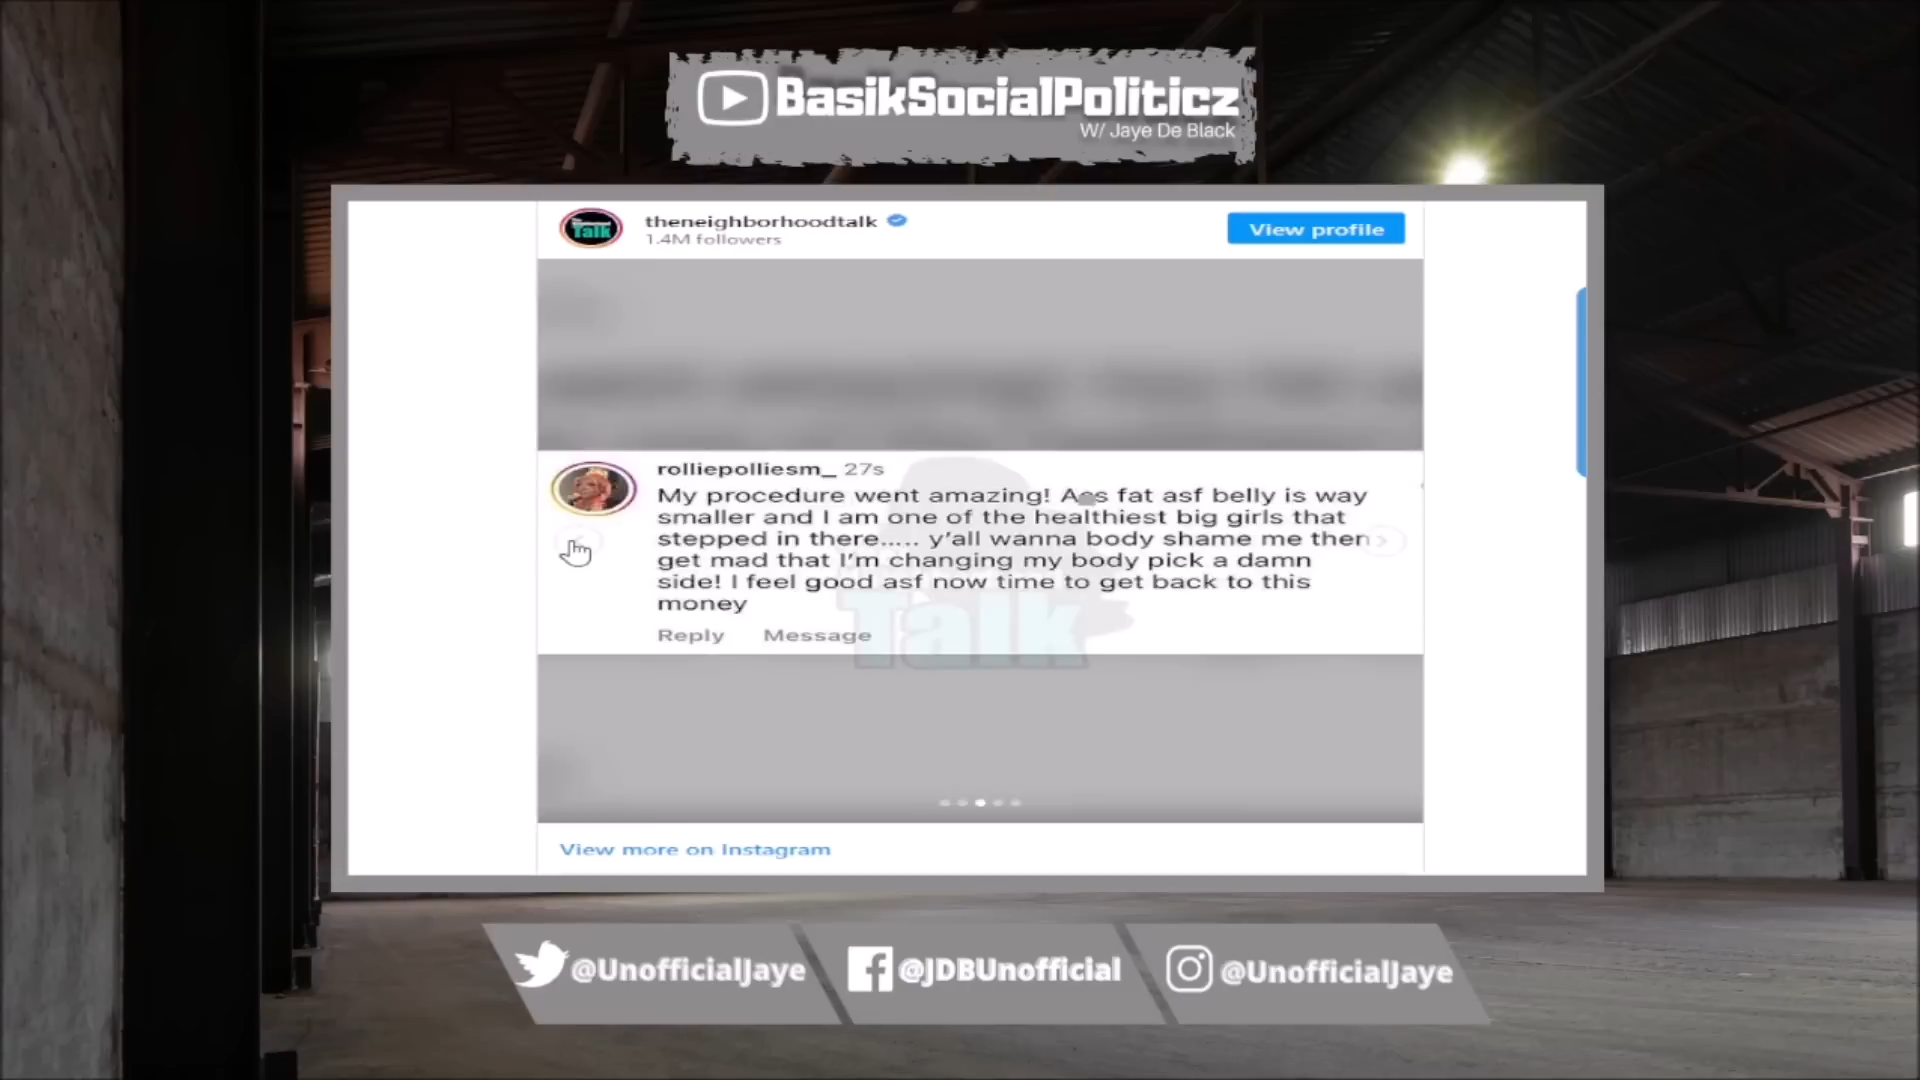 BasikSocialPoliticz
W/ Jaye De Black
theneighborhoodtalk
1.4M followers
View profile
Talk
rolliepolliesm_ 27s
My procedure went amazing! Ass fat asf belly is way
smaller and I am one of the healthiest big girls that
stepped in there..... y'all wanna body shame me then
get mad that I'm changing my body pick a damn
side! I feel good asf now time to get back to this
money
Reply Message
Talk
View more on Instagram
@UnofficialJaye
@JDBUnofficial
@UnofficialJaye